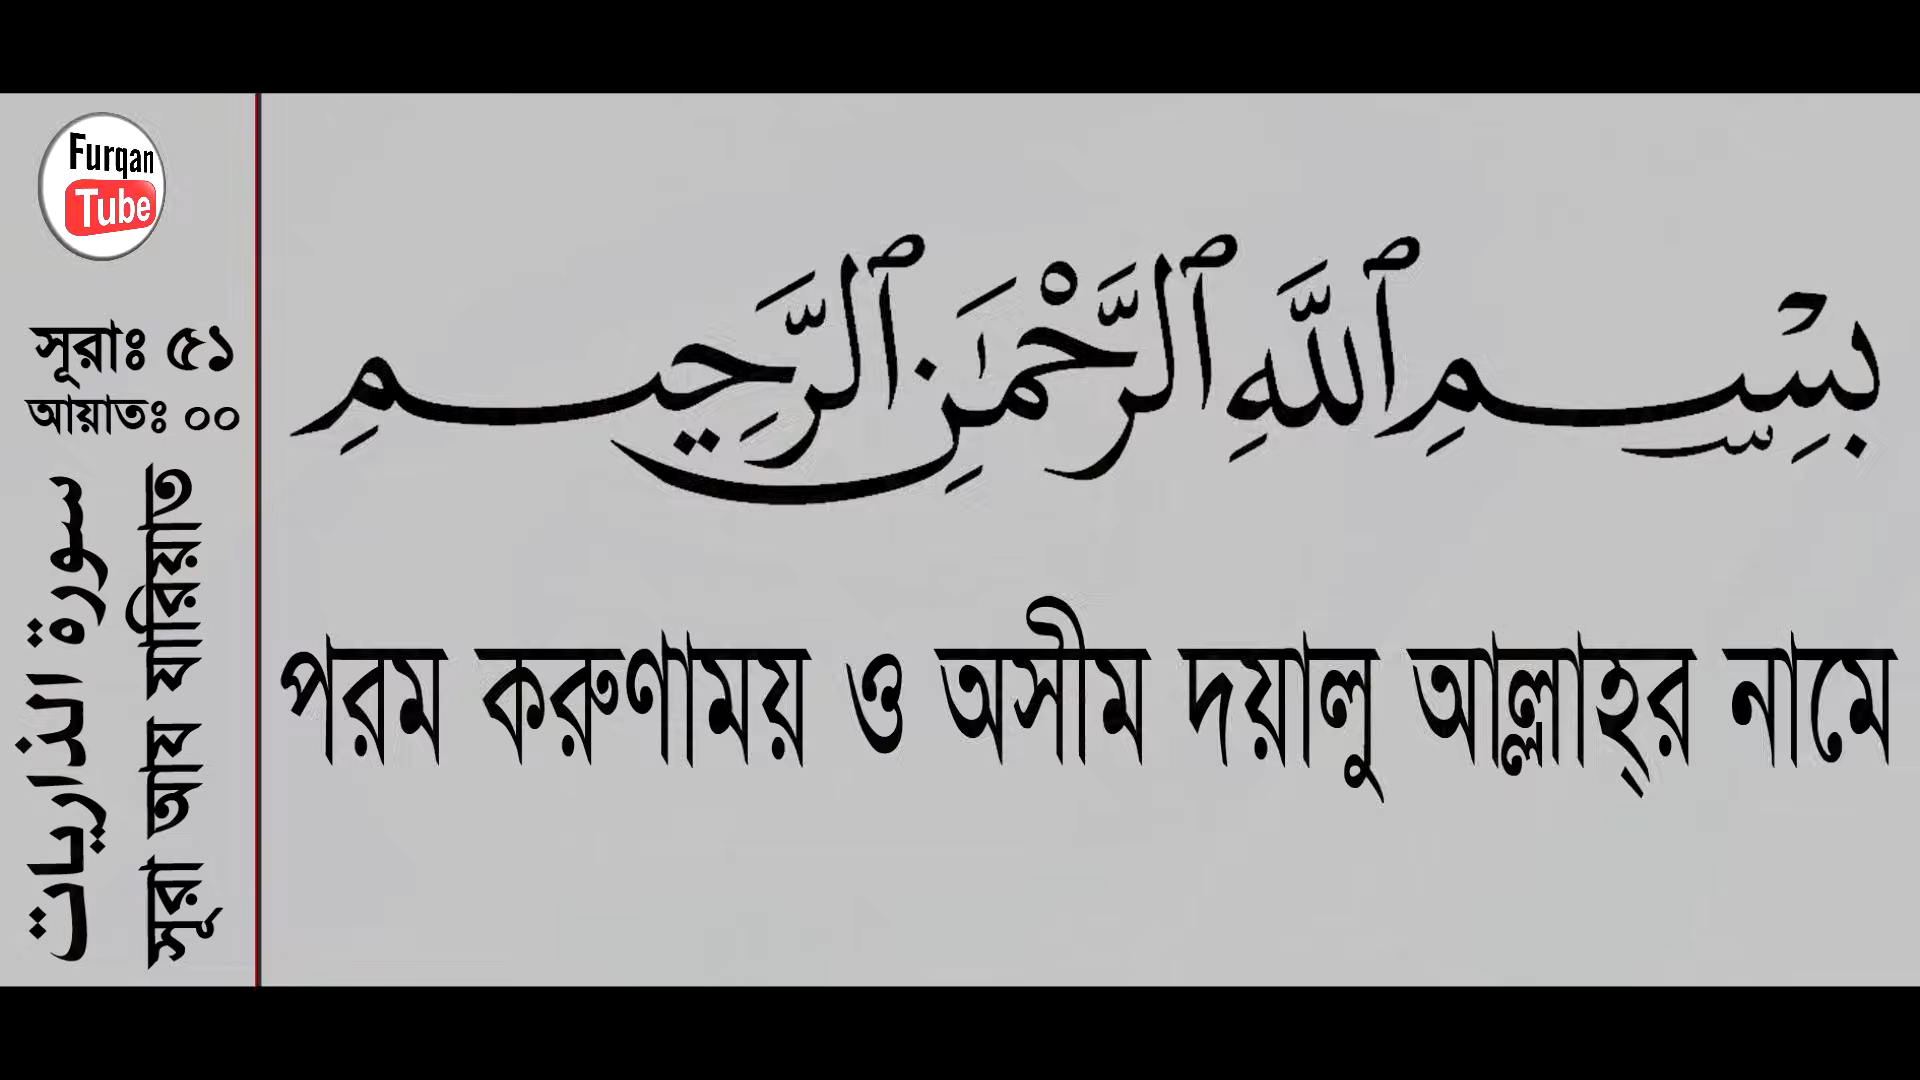 Furqan
Tube
সূরাঃ ৫১
আয়াতঃ ০০
سورة الذاريات
সূরা আয যারিয়াত
بِسْمِ ٱللَّهِ ٱلرَّحْمَـٰنِ ٱلرَّحِيمِ
পরম করুণাময় ও অসীম দয়ালু আল্লাহ্‌র নামে